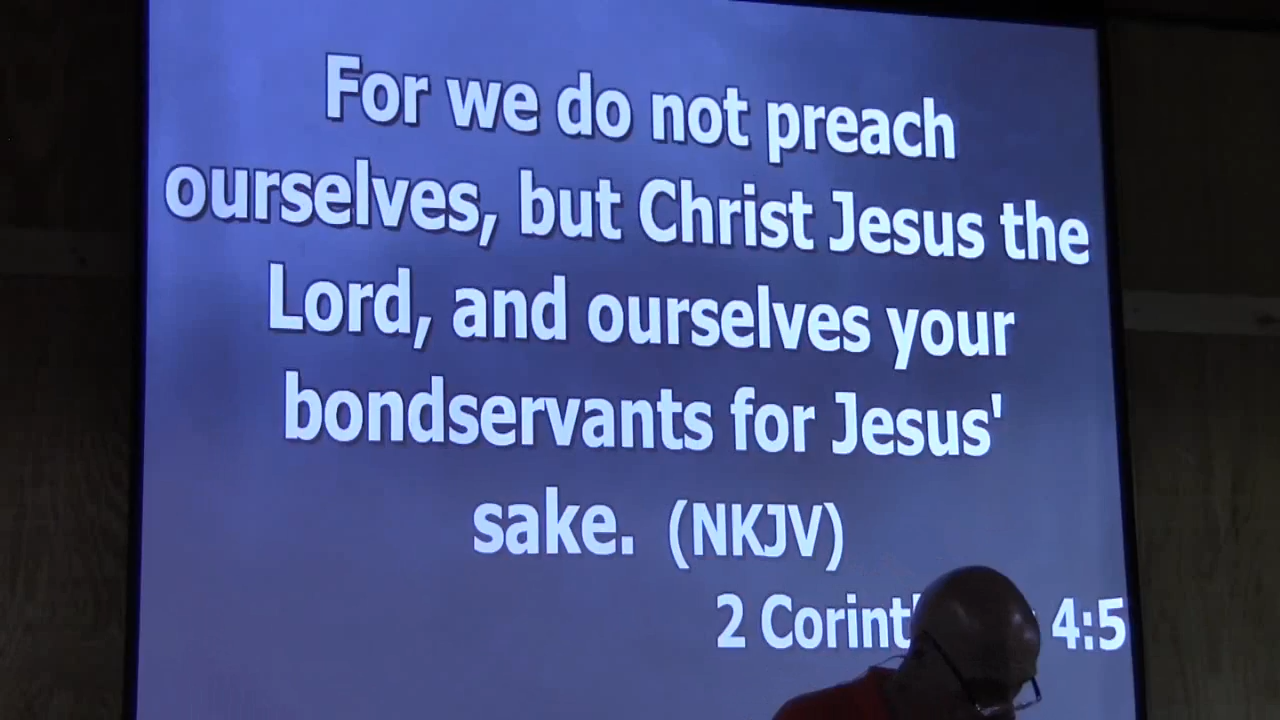 For we do not preach
ourselves, but Christ Jesus the
Lord, and ourselves your
bondservants for Jesus'
sake. (NKJV)
2 4:5